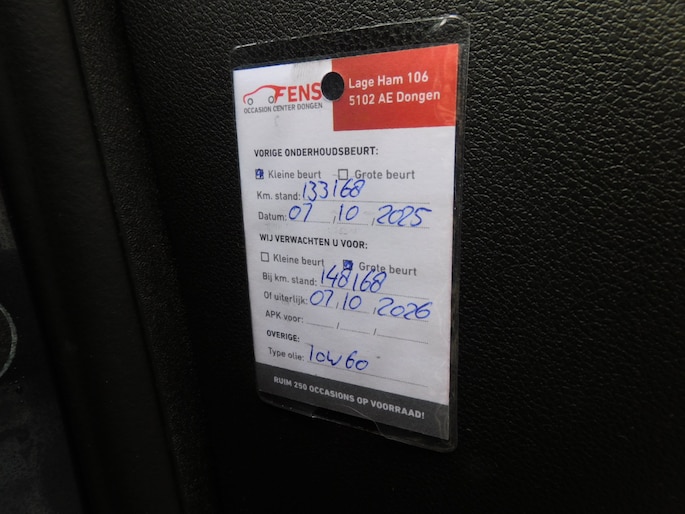 FENS
OCCASION CENTER DONGEN
Lage Ham 106
5102 AE Dongen
VORIGE ONDERHOUDSBEURT:
Kleine beurt Grote beurt
Km. stand: 133168
Datum: 07, 10, 2025
WIJ VERWACHTEN U VOOR:
Kleine beurt Grote beurt
Bij km. stand: 148168
Of uiterlijk: 07, 10, 2026
APK voor: / /
OVERIGE:
Type olie: 10w60
RUIM 250 OCCASIONS OP VOORRAAD!